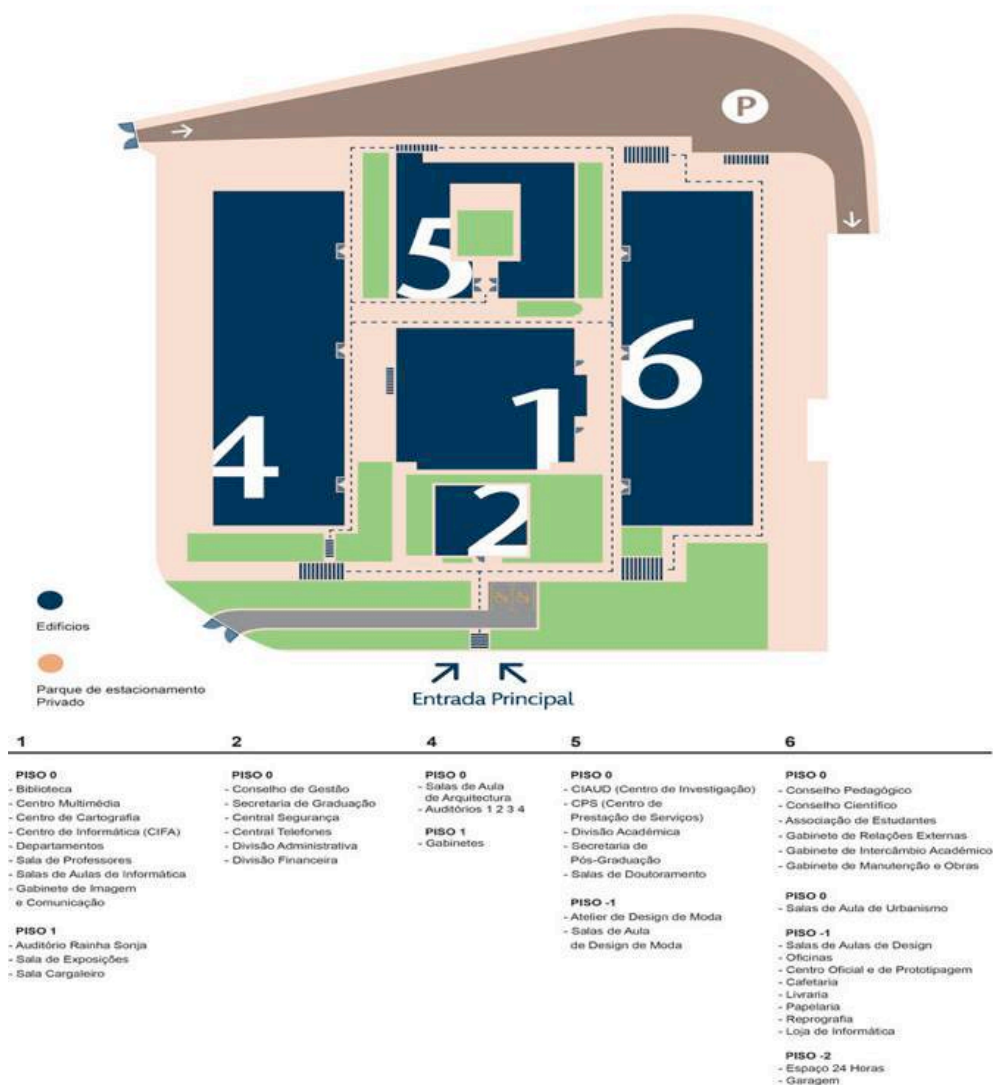 P
5
6
1
4
2
Edifícios
Parque de estacionamento
Privado
Entrada Principal
1
PISO 0
- Biblioteca
- Centro Multimédia
- Centro de Cartografia
- Centro de Informática (CIFA)
- Departamentos
- Sala de Professores
- Salas de Aulas de Informática
- Gabinete de Imagem
e Comunicação
PISO 1
- Auditório Rainha Sonja
- Sala de Exposições
- Sala Cargaleiro
2
PISO 0
- Conselho de Gestão
- Secretaria de Graduação
- Central Segurança
- Central Telefones
- Divisão Administrativa
- Divisão Financeira
4
PISO 0
- Salas de Aula
de Arquitectura
- Auditórios 1 2 3 4
PISO 1
- Gabinetes
5
PISO 0
- CIAUD (Centro de Investigação)
- CPS (Centro de
Prestação de Serviços)
- Divisão Académica
- Secretaria de
Pós-Graduação
- Salas de Doutoramento
PISO -1
- Atelier de Design de Moda
- Salas de Aula
de Design de Moda
6
PISO 0
- Conselho Pedagógico
- Conselho Científico
- Associação de Estudantes
- Gabinete de Relações Externas
- Gabinete de Intercâmbio Académico
- Gabinete de Manutenção e Obras
PISO 0
- Salas de Aula de Urbanismo
PISO -1
- Salas de Aulas de Design
- Oficinas
- Centro Oficial e de Prototipagem
- Cafetaria
- Livraria
- Papelaria
- Reprografia
- Loja de Informática
PISO -2
- Espaço 24 Horas
- Garagem